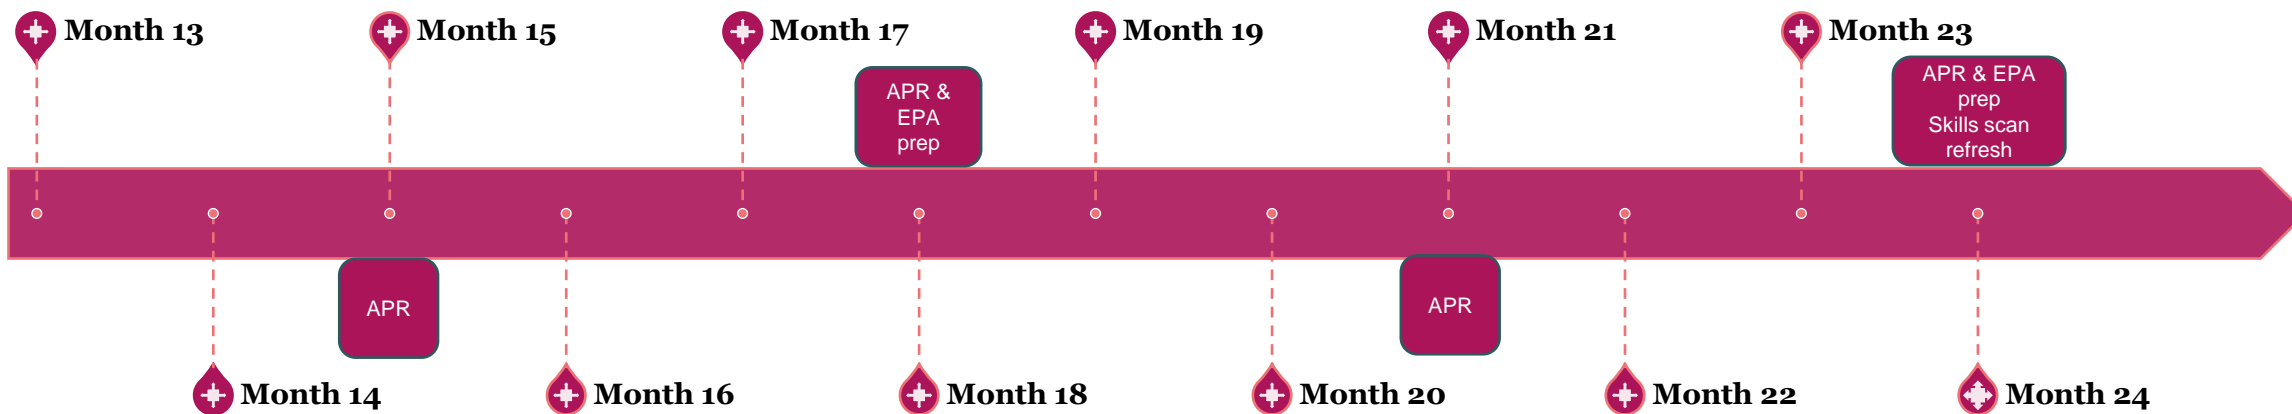 Month 13
Month 15
Month 17
Month 19
Month 21
Month 23
APR &
EPA
prep
APR & EPA
prep
Skills scan
refresh
APR
APR
Month 14
Month 16
Month 18
Month 20
Month 22
Month 24